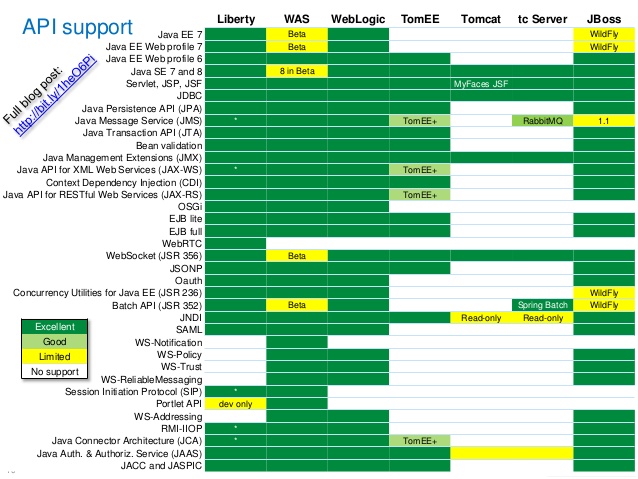 API support
Full blog post:
http://bit.ly/1heO6Pj
Liberty WAS WebLogic TomEE Tomcat tc Server JBoss
Java EE 7 Beta WildFly
Java EE Web profile 7 Beta WildFly
Java EE Web profile 6
Java SE 7 and 8 8 in Beta
Servlet, JSP, JSF MyFaces JSF
JDBC
Java Persistence API (JPA)
Java Message Service (JMS) * TomEE+ RabbitMQ 1.1
Java Transaction API (JTA)
Bean validation
Java Management Extensions (JMX)
Java API for XML Web Services (JAX-WS) * TomEE+
Context Dependency Injection (CDI)
Java API for RESTful Web Services (JAX-RS) TomEE+
OSGi
EJB lite
EJB full
WebRTC
WebSocket (JSR 356) Beta
JSONP
Oauth
Concurrency Utilities for Java EE (JSR 236) WildFly
Batch API (JSR 352) Beta Spring Batch WildFly
JNDI Read-only Read-only
SAML
WS-Notification
WS-Policy
WS-Trust
WS-ReliableMessaging
Session Initiation Protocol (SIP) *
Portlet API dev only
WS-Addressing
RMI-IIOP *
Java Connector Architecture (JCA) * TomEE+
Java Auth. & Authoriz. Service (JAAS)
JACC and JASPIC
Excellent
Good
Limited
No support